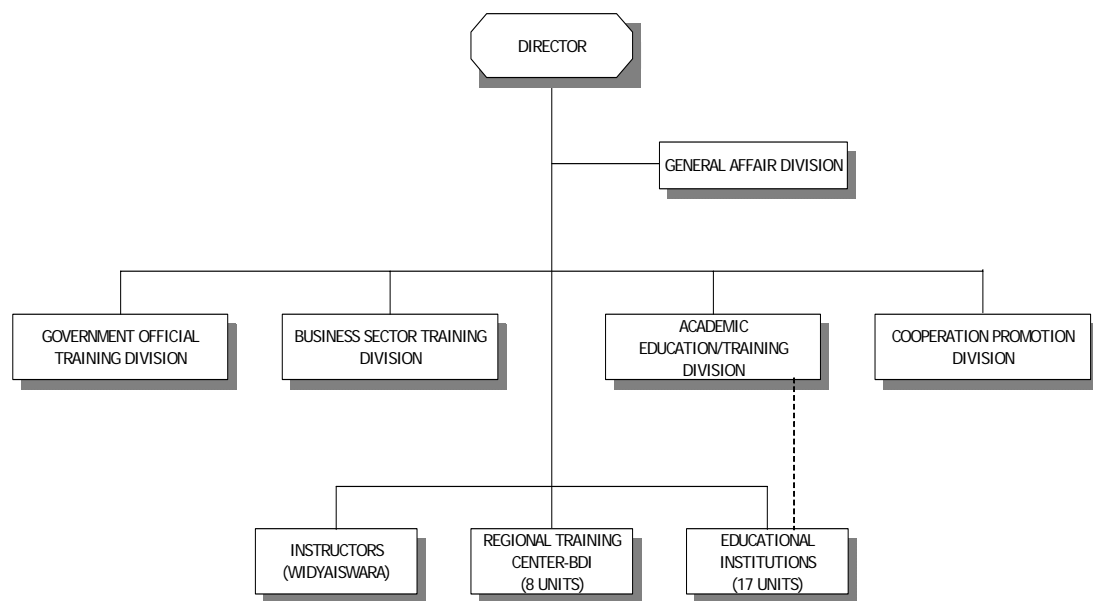 DIRECTOR
GENERAL AFFAIR DIVISION
GOVERNMENT OFFICIAL
TRAINING DIVISION
BUSINESS SECTOR TRAINING
DIVISION
ACADEMIC
EDUCATION/TRAINING
DIVISION
COOPERATION PROMOTION
DIVISION
INSTRUCTORS
(WIDYAISWARA)
REGIONAL TRAINING
CENTER-BDI
(8 UNITS)
EDUCATIONAL
INSTITUTIONS
(17 UNITS)